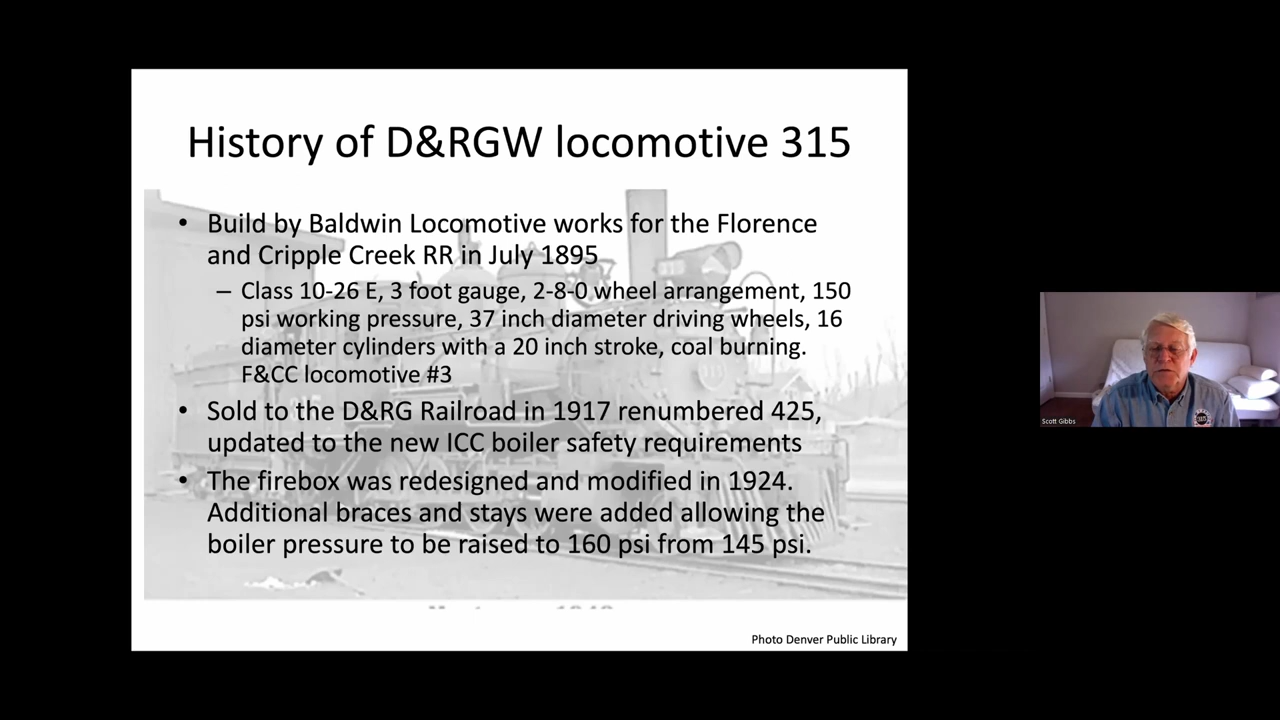 History of D&RGW locomotive 315
• Build by Baldwin Locomotive works for the Florence
and Cripple Creek RR in July 1895
– Class 10-26 E, 3 foot gauge, 2-8-0 wheel arrangement, 150
psi working pressure, 37 inch diameter driving wheels, 16
diameter cylinders with a 20 inch stroke, coal burning.
F&CC locomotive #3
• Sold to the D&RG Railroad in 1917 renumbered 425,
updated to the new ICC boiler safety requirements
• The firebox was redesigned and modified in 1924.
Additional braces and stays were added allowing the
boiler pressure to be raised to 160 psi from 145 psi.
Photo Denver Public Library
Scott Gibbs